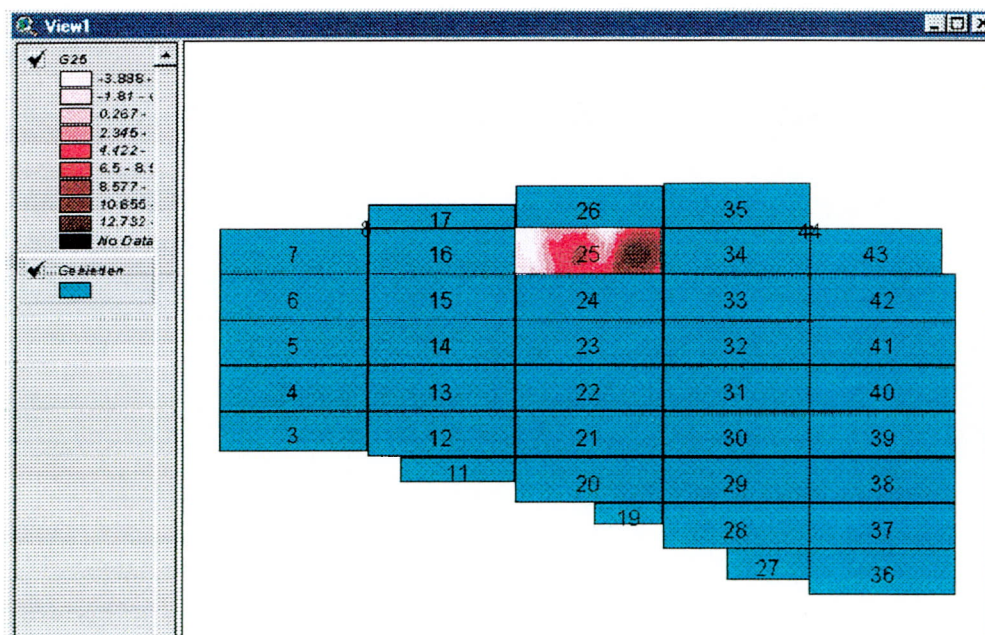 View1
G25
-3.888 -
-1.81 - (
0.267 -
2.345 -
4.422 -
6.5 - 8.5
8.577 -
10.655
12.732 -
No Data
Gebieden
26 35
17
8 44
7 16 25 34 43
6 15 24 33 42
5 14 23 32 41
4 13 22 31 40
3 12 21 30 39
11 20 29 38
19 28 37
27 36